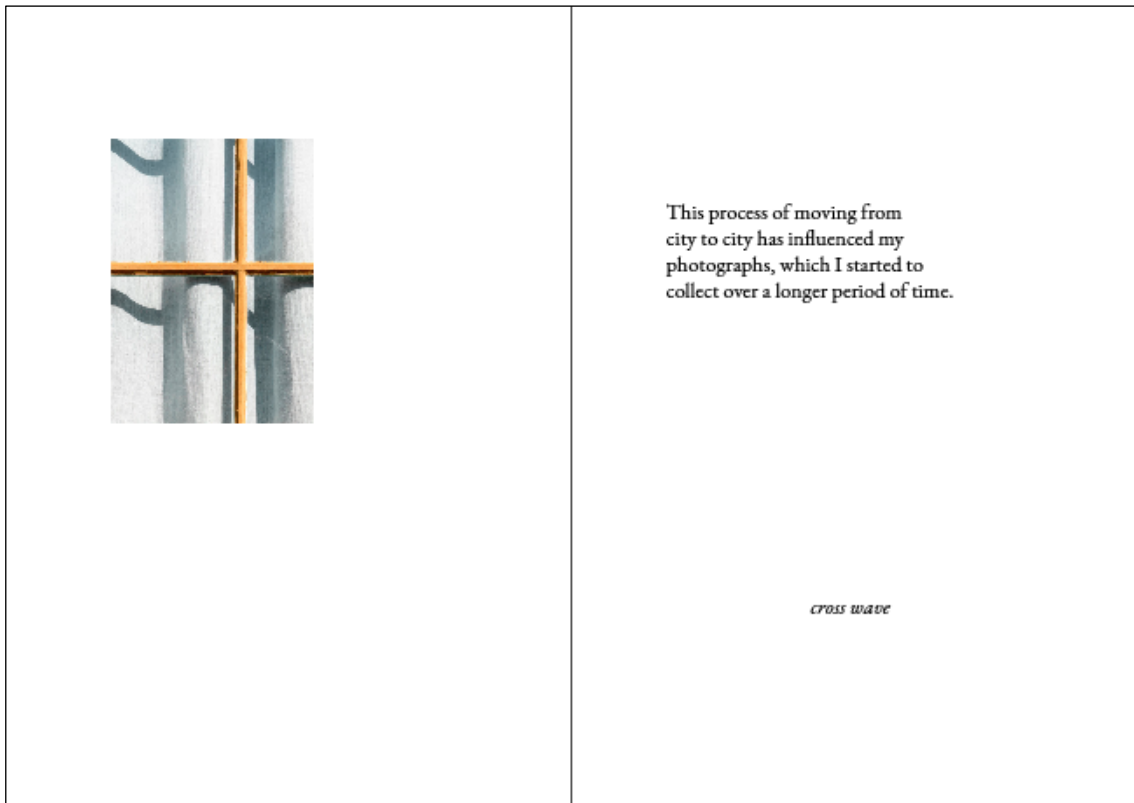 This process of moving from
city to city has influenced my
photographs, which I started to
collect over a longer period of time.
cross wave